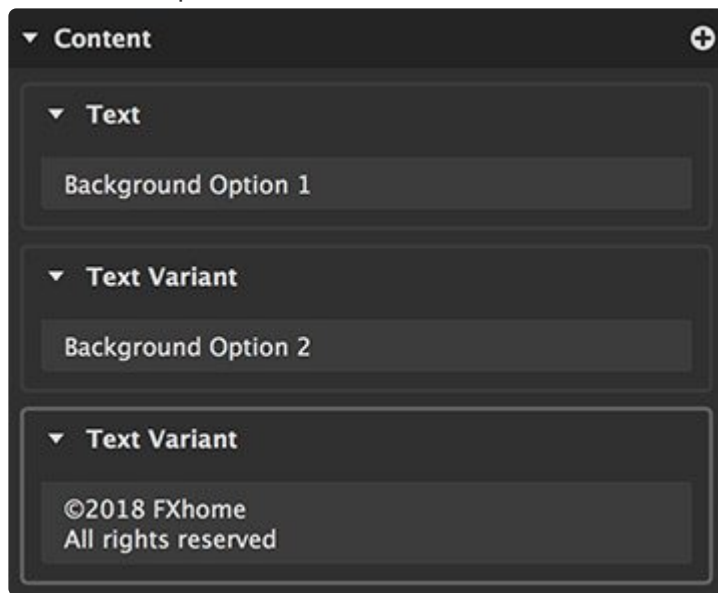 Content
Text
Background Option 1
Text Variant
Background Option 2
Text Variant
©2018 FXhome
All rights reserved